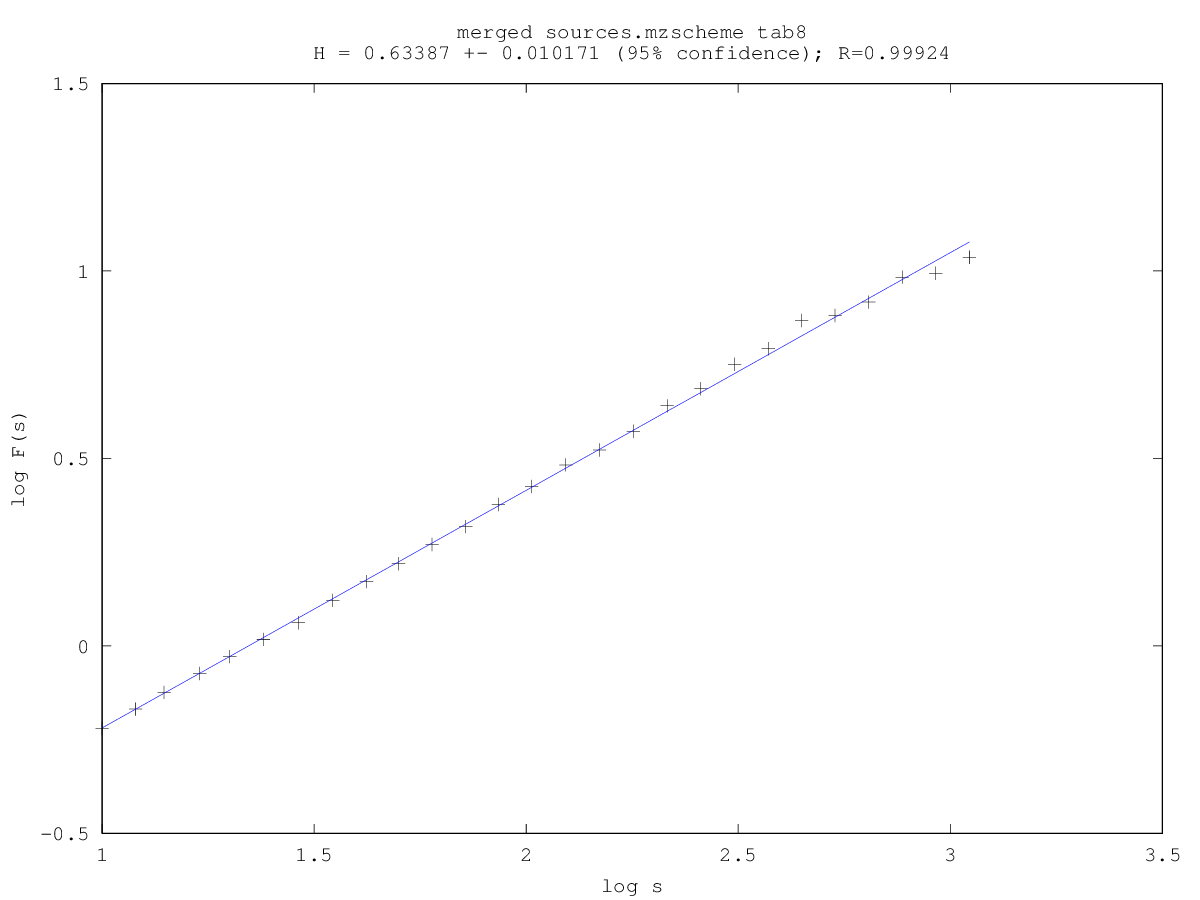 merged sources.mzscheme tab8
H = 0.63387 +- 0.010171 (95% confidence); R=0.99924
1.5
1
0.5
0
-0.5
log F(s)
1
1.5
2
2.5
3
3.5
log s